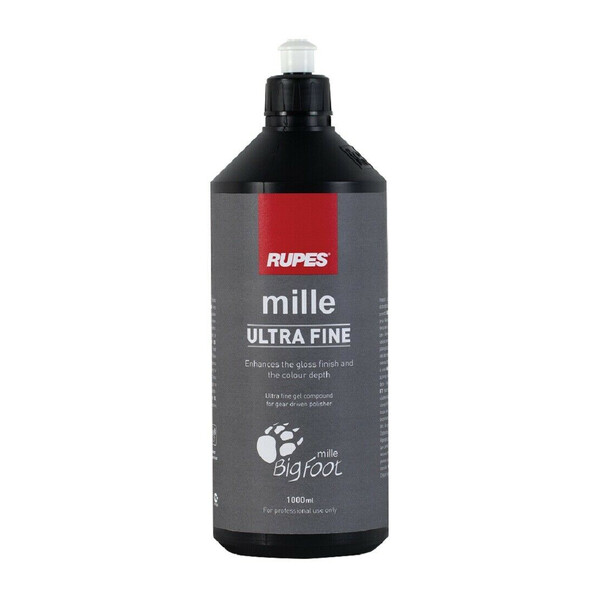 RUPES®
mille
ULTRA FINE
Enhances the gloss finish and
the colour depth
Ultra fine gel compound
for gear driven polisher
mille
BigFoot
1000ml
For professional use only